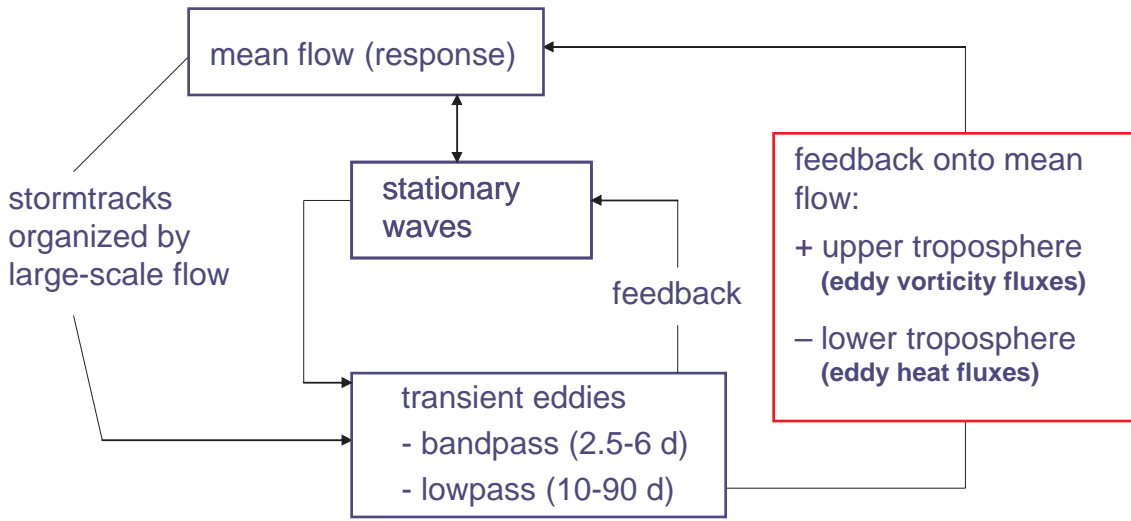 mean flow (response)
stationary
waves
stormtracks
organized by
large-scale flow
feedback
feedback onto mean
flow:
+ upper troposphere
(eddy vorticity fluxes)
– lower troposphere
(eddy heat fluxes)
transient eddies
- bandpass (2.5-6 d)
- lowpass (10-90 d)